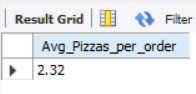 Result Grid Filter
Avg_Pizzas_per_order
2.32